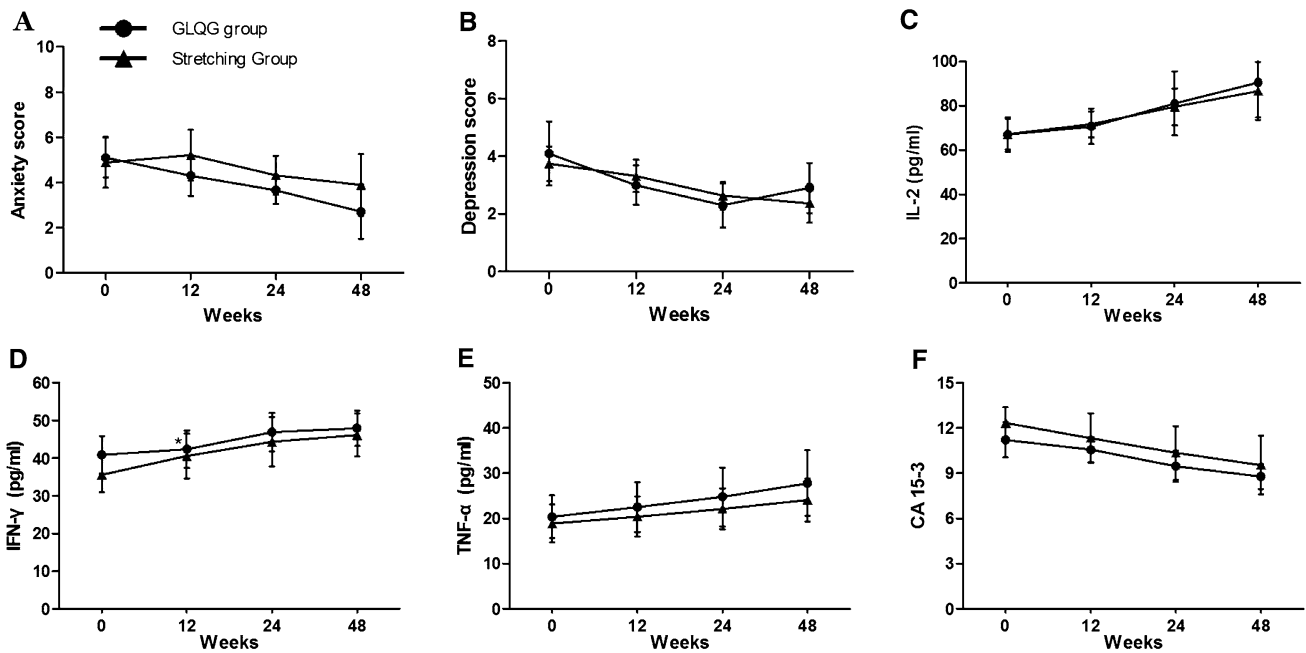 A
GLQG group
Stretching Group
10
8
6
4
2
0
Anxiety score
0 12 24 48
Weeks
B
8
6
4
2
0
Depression score
0 12 24 48
Weeks
C
100
80
60
40
20
0
IL-2 (pg/ml)
0 12 24 48
Weeks
D
60
50
40
30
20
10
0
IFN-γ (pg/ml)
*
0 12 24 48
Weeks
E
50
40
30
20
10
0
TNF-α (pg/ml)
0 12 24 48
Weeks
F
15
12
9
6
3
0
CA 15-3
0 12 24 48
Weeks